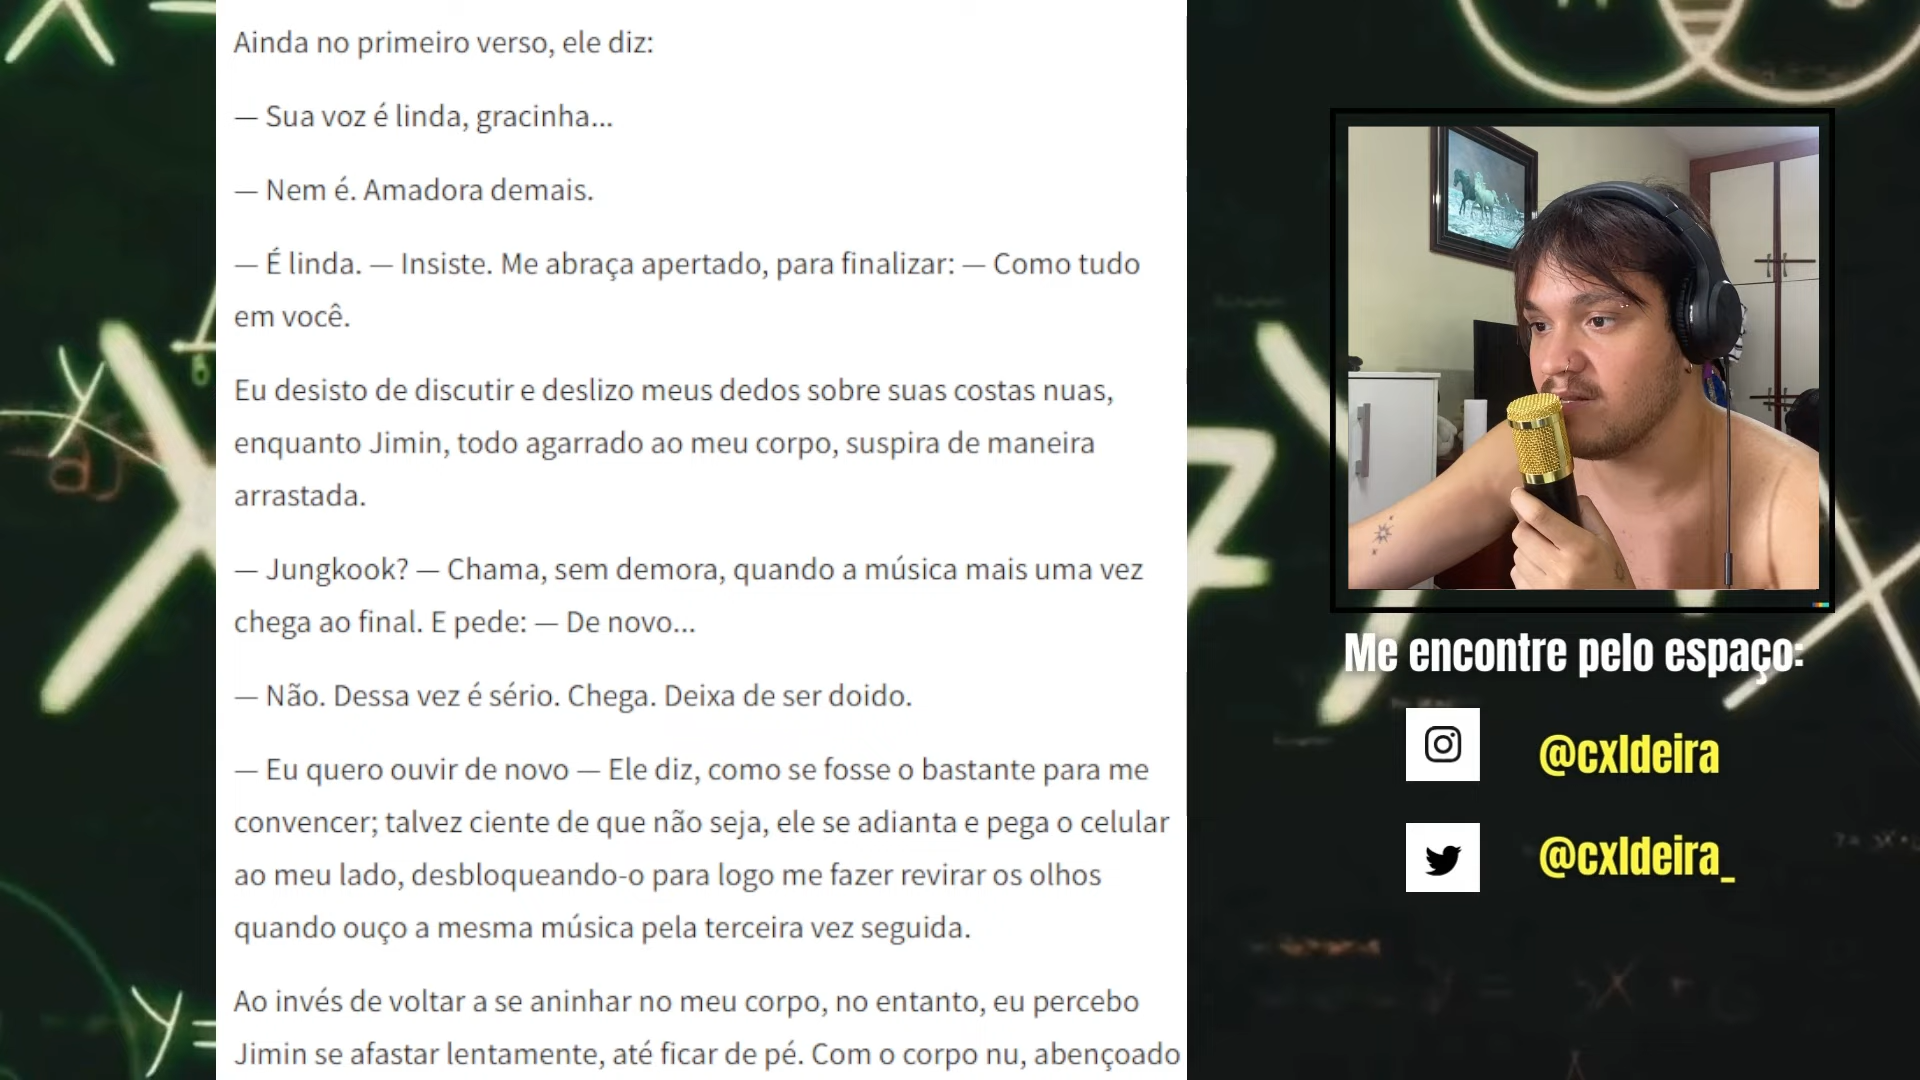 Ainda no primeiro verso, ele diz:
— Sua voz é linda, gracinha...
— Nem é. Amadora demais.
— É linda. — Insiste. Me abraça apertado, para finalizar: — Como tudo
em você.
Eu desisto de discutir e deslizo meus dedos sobre suas costas nuas,
enquanto Jimin, todo agarrado ao meu corpo, suspira de maneira
arrastada.
— Jungkook? — Chama, sem demora, quando a música mais uma vez
chega ao final. E pede: — De novo...
— Não. Dessa vez é sério. Chega. Deixa de ser doido.
— Eu quero ouvir de novo — Ele diz, como se fosse o bastante para me
convencer; talvez ciente de que não seja, ele se adianta e pega o celular
ao meu lado, desbloqueando-o para logo me fazer revirar os olhos
quando ouço a mesma música pela terceira vez seguida.
Ao invés de voltar a se aninhar no meu corpo, no entanto, eu percebo
Jimin se afastar lentamente, até ficar de pé. Com o corpo nu, abençoado
Me encontre pelo espaço:
@cxldeira
@cxldeira_